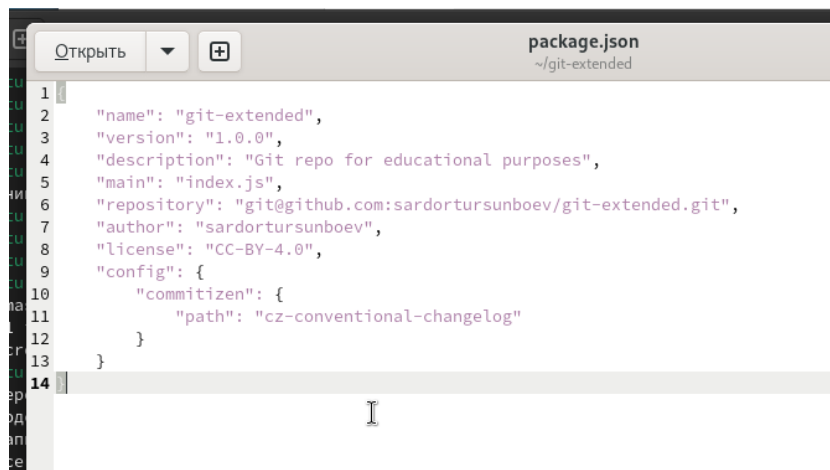 Открыть
package.json
~/git-extended
1 {
2 "name": "git-extended",
3 "version": "1.0.0",
4 "description": "Git repo for educational purposes",
5 "main": "index.js",
6 "repository": "git@github.com:sardortursunboev/git-extended.git",
7 "author": "sardortursunboev",
8 "license": "CC-BY-4.0",
9 "config": {
10 "commitizen": {
11 "path": "cz-conventional-changelog"
12 }
13 }
14 }